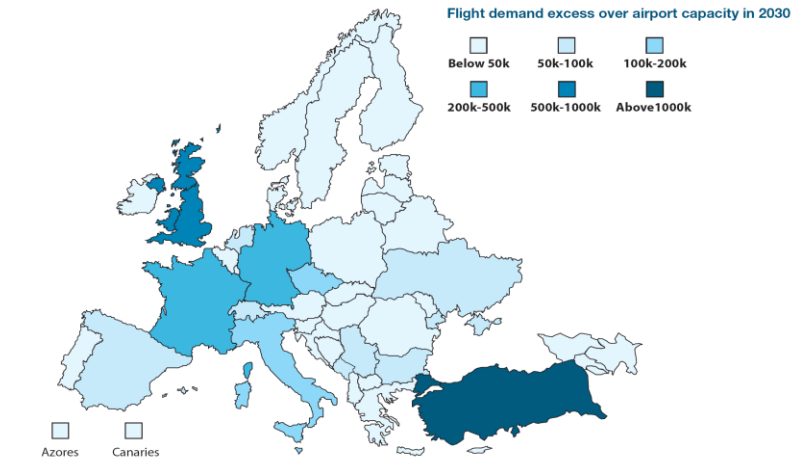 Flight demand excess over airport capacity in 2030
Below 50k 50k-100k 100k-200k
200k-500k 500k-1000k Above1000k
Azores Canaries